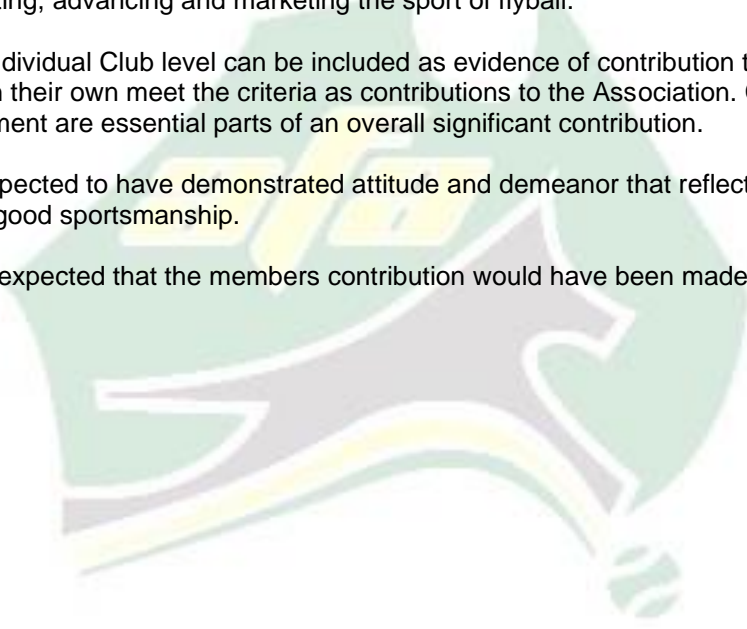 advancing and marketing the sport of flyball.
dividual Club level can be included as evidence of contribution
their own meet the criteria as contributions to the Association.
ment are essential parts of an overall significant contribution.
pected to have demonstrated attitude and demeanor that reflect
good sportsmanship.
expected that the members contribution would have been made
afa